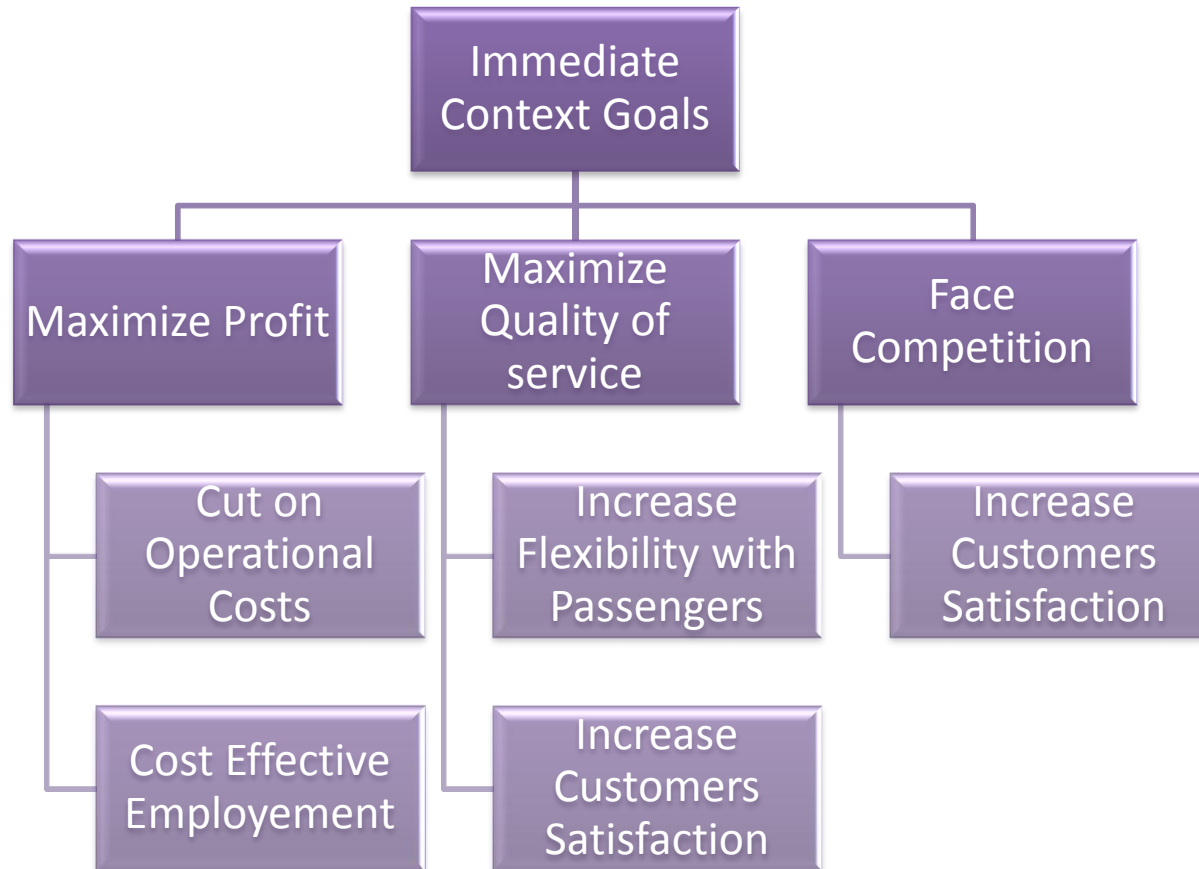 Immediate
Context Goals
Maximize Profit
Maximize
Quality of
service
Face
Competition
Cut on
Operational
Costs
Increase
Flexibility with
Passengers
Increase
Customers
Satisfaction
Cost Effective
Employement
Increase
Customers
Satisfaction